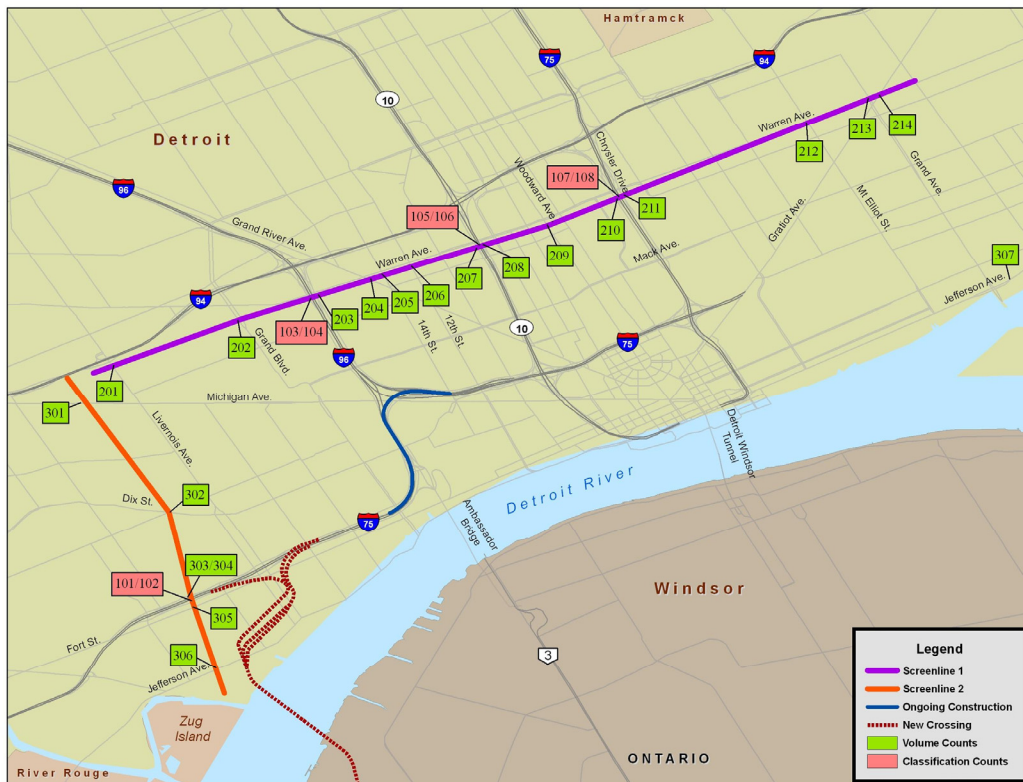 Hamtramck
75
94
10
Detroit
Warren Ave.
213
214
212
Grand Ave.
Chrysler Drive
Woodward Ave
107/108
96
105/106
211
210
Mt Elliot St.
Gratiot Ave.
Grand River Ave.
209
Mack Ave.
Warren Ave.
208
207
206
205
204
307
Jefferson Ave.
94
203
103/104
202
14th St.
12th St.
10
75
Grand Blvd.
96
201
Michigan Ave.
301
Livernois Ave.
Detroit Windsor
Tunnel
Detroit River
Dix St.
302
75
Ambassador
Bridge
303/304
101/102
Windsor
305
Fort St.
306
Jefferson Ave.
3
Zug
Island
River Rouge
ONTARIO
Legend
Screenline 1
Screenline 2
Ongoing Construction
New Crossing
Volume Counts
Classification Counts